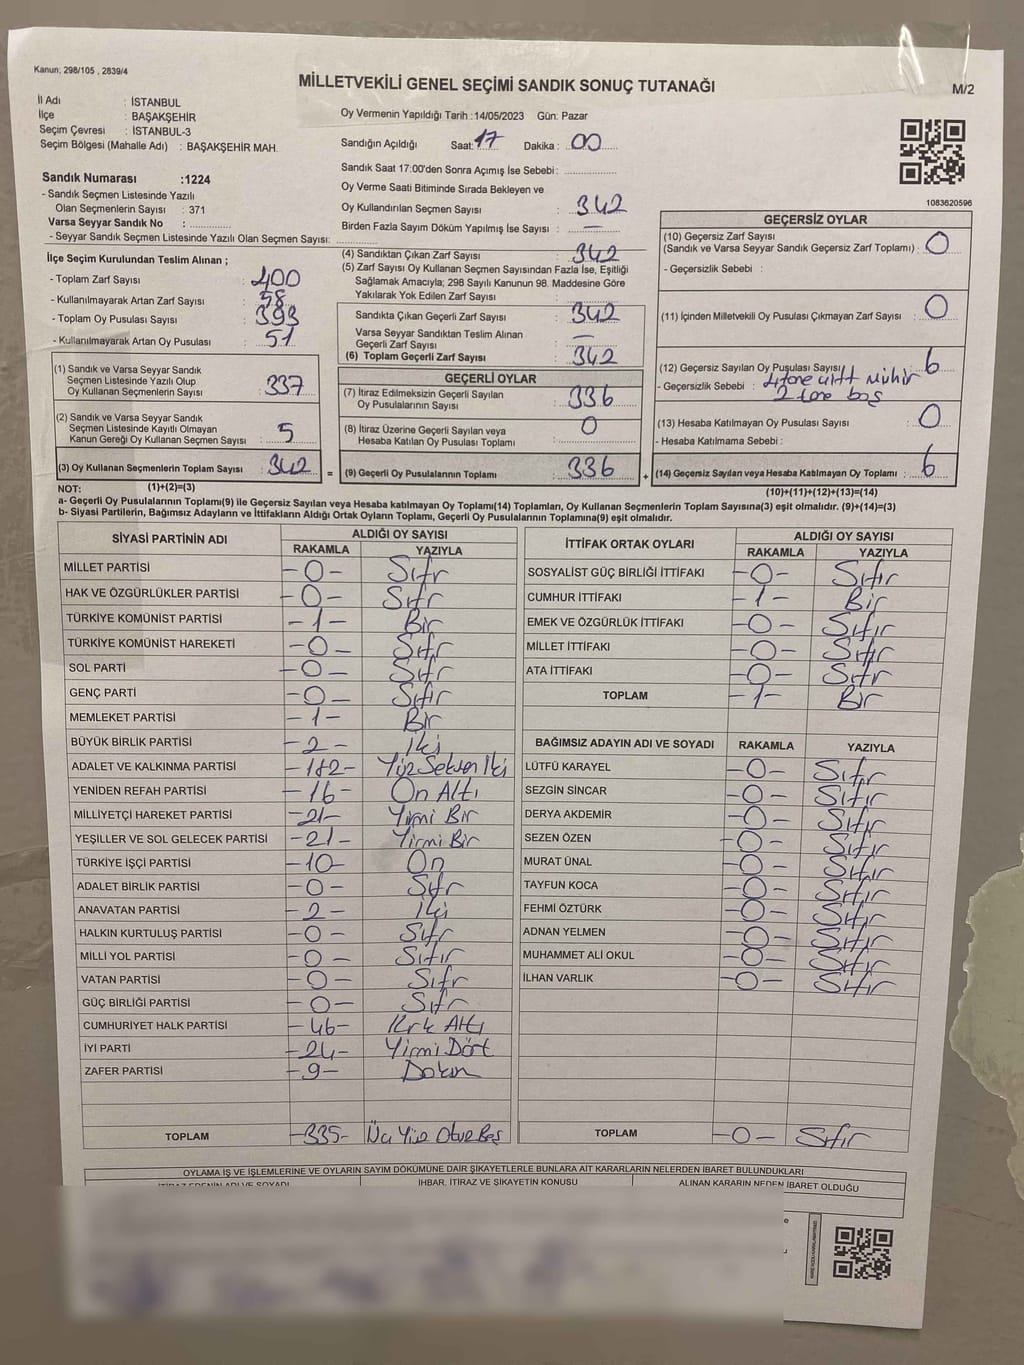 Kanun; 298/105 , 2839/4
MİLLETVEKİLİ GENEL SEÇİMİ SANDIK SONUÇ TUTANAĞI
M/2
İl Adı : İSTANBUL
İlçe : BAŞAKŞEHİR
Seçim Çevresi : İSTANBUL-3
Seçim Bölgesi (Mahalle Adı) : BAŞAKŞEHİR MAH.
Sandık Numarası :1224
- Sandık Seçmen Listesinde Yazılı
Olan Seçmenlerin Sayısı : 371
Varsa Seyyar Sandık No :
- Seyyar Sandık Seçmen Listesinde Yazılı Olan Seçmen Sayısı:
İlçe Seçim Kurulundan Teslim Alınan ;
- Toplam Zarf Sayısı : 400
- Kullanılmayarak Artan Zarf Sayısı : 58
- Toplam Oy Pusulası Sayısı : 393
- Kullanılmayarak Artan Oy Pusulası : 51
(1) Sandık ve Varsa Seyyar Sandık
Seçmen Listesinde Yazılı Olup
Oy Kullanan Seçmenlerin Sayısı : 337
(2) Sandık ve Varsa Seyyar Sandık
Seçmen Listesinde Kayıtlı Olmayan
Kanun Gereği Oy Kullanan Seçmen Sayısı : 5
(3) Oy Kullanan Seçmenlerin Toplam Sayısı : 342 =
Oy Vermenin Yapıldığı Tarih :14/05/2023 Gün: Pazar
Sandığın Açıldığı Saat: 17 Dakika : 00
Sandık Saat 17:00'den Sonra Açımış İse Sebebi:
Oy Verme Saati Bitiminde Sırada Bekleyen ve
Oy Kullandırılan Seçmen Sayısı : 342
Birden Fazla Sayım Döküm Yapılmış İse Sayısı : —
(4) Sandıktan Çıkan Zarf Sayısı : 342
(5) Zarf Sayısı Oy Kullanan Seçmen Sayısından Fazla İse, Eşitliği
Sağlamak Amacıyla; 298 Sayılı Kanunun 98. Maddesine Göre
Yakılarak Yok Edilen Zarf Sayısı :
Sandıkta Çıkan Geçerli Zarf Sayısı : 342
Varsa Seyyar Sandıktan Teslim Alınan
Geçerli Zarf Sayısı : —
(6) Toplam Geçerli Zarf Sayısı : 342
GEÇERLİ OYLAR
(7) İtiraz Edilmeksizin Geçerli Sayılan
Oy Pusulalarının Sayısı : 336
(8) İtiraz Üzerine Geçerli Sayılan veya
Hesaba Katılan Oy Pusulası Toplamı : 0
(9) Geçerli Oy Pusulalarının Toplamı : 336 +
1083620596
GEÇERSİZ OYLAR
(10) Geçersiz Zarf Sayısı
(Sandık ve Varsa Seyyar Sandık Geçersiz Zarf Toplamı) : 0
- Geçersizlik Sebebi :
(11) İçinden Milletvekili Oy Pusulası Çıkmayan Zarf Sayısı : 0
(12) Geçersiz Sayılan Oy Pusulası Sayısı : 6
- Geçersizlik Sebebi : 4 tane çift mühür
2 tane boş
(13) Hesaba Katılmayan Oy Pusulası Sayısı : 0
- Hesaba Katılmama Sebebi :
(14) Geçersiz Sayılan veya Hesaba Katılmayan Oy Toplamı : 6
NOT: (1)+(2)=(3)
(10)+(11)+(12)+(13)=(14)
a- Geçerli Oy Pusulalarının Toplamı(9) ile Geçersiz Sayılan veya Hesaba katılmayan Oy Toplamı(14) Toplamları, Oy Kullanan Seçmenlerin Toplam Sayısına(3) eşit olmalıdır. (9)+(14)=(3)
b- Siyasi Partilerin, Bağımsız Adayların ve İttifakların Aldığı Ortak Oyların Toplamı, Geçerli Oy Pusulalarının Toplamına(9) eşit olmalıdır.
SİYASİ PARTİNİN ADI ALDIĞI OY SAYISI
RAKAMLA YAZIYLA
MİLLET PARTİSİ -0- Sıfır
HAK VE ÖZGÜRLÜKLER PARTİSİ -0- Sıfır
TÜRKİYE KOMÜNİST PARTİSİ -1- Bir
TÜRKİYE KOMÜNİST HAREKETİ -0- Sıfır
SOL PARTİ -0- Sıfır
GENÇ PARTİ -0- Sıfır
MEMLEKET PARTİSİ -1- Bir
BÜYÜK BİRLİK PARTİSİ -2- İki
ADALET VE KALKINMA PARTİSİ -182- Yüz Seksen İki
YENİDEN REFAH PARTİSİ -16- On Altı
MİLLİYETÇİ HAREKET PARTİSİ -21- Yirmi Bir
YEŞİLLER VE SOL GELECEK PARTİSİ -21- Yirmi Bir
TÜRKİYE İŞÇİ PARTİSİ -10- On
ADALET BİRLİK PARTİSİ -0- Sıfır
ANAVATAN PARTİSİ -2- İki
HALKIN KURTULUŞ PARTİSİ -0- Sıfır
MİLLİ YOL PARTİSİ -0- Sıfır
VATAN PARTİSİ -0- Sıfır
GÜÇ BİRLİĞİ PARTİSİ -0- Sıfır
CUMHURİYET HALK PARTİSİ -46- Kırk Altı
İYİ PARTİ -24- Yirmi Dört
ZAFER PARTİSİ -9- Dokuz
TOPLAM -335- Üç Yüz Otuz Beş
İTTİFAK ORTAK OYLARI ALDIĞI OY SAYISI
RAKAMLA YAZIYLA
SOSYALİST GÜÇ BİRLİĞİ İTTİFAKI -0- Sıfır
CUMHUR İTTİFAKI -1- Bir
EMEK VE ÖZGÜRLÜK İTTİFAKI -0- Sıfır
MİLLET İTTİFAKI -0- Sıfır
ATA İTTİFAKI -0- Sıfır
TOPLAM -1- Bir
BAĞIMSIZ ADAYIN ADI VE SOYADI RAKAMLA YAZIYLA
LÜTFÜ KARAYEL -0- Sıfır
SEZGİN SİNCAR -0- Sıfır
DERYA AKDEMİR -0- Sıfır
SEZEN ÖZEN -0- Sıfır
MURAT ÜNAL -0- Sıfır
TAYFUN KOCA -0- Sıfır
FEHMİ ÖZTÜRK -0- Sıfır
ADNAN YELMEN -0- Sıfır
MUHAMMET ALİ OKUL -0- Sıfır
İLHAN VARLIK -0- Sıfır
TOPLAM -0- Sıfır
OYLAMA İŞ VE İŞLEMLERİNE VE OYLARIN SAYIM DÖKÜMÜNE DAİR ŞİKAYETLERLE BUNLARA AİT KARARLARIN NELERDEN İBARET BULUNDUKLARI
İTİRAZ EDENİN ADI VE SOYADI İHBAR, İTİRAZ VE ŞİKAYETİN KONUSU ALINAN KARARIN NEDEN İBARET OLDUĞU